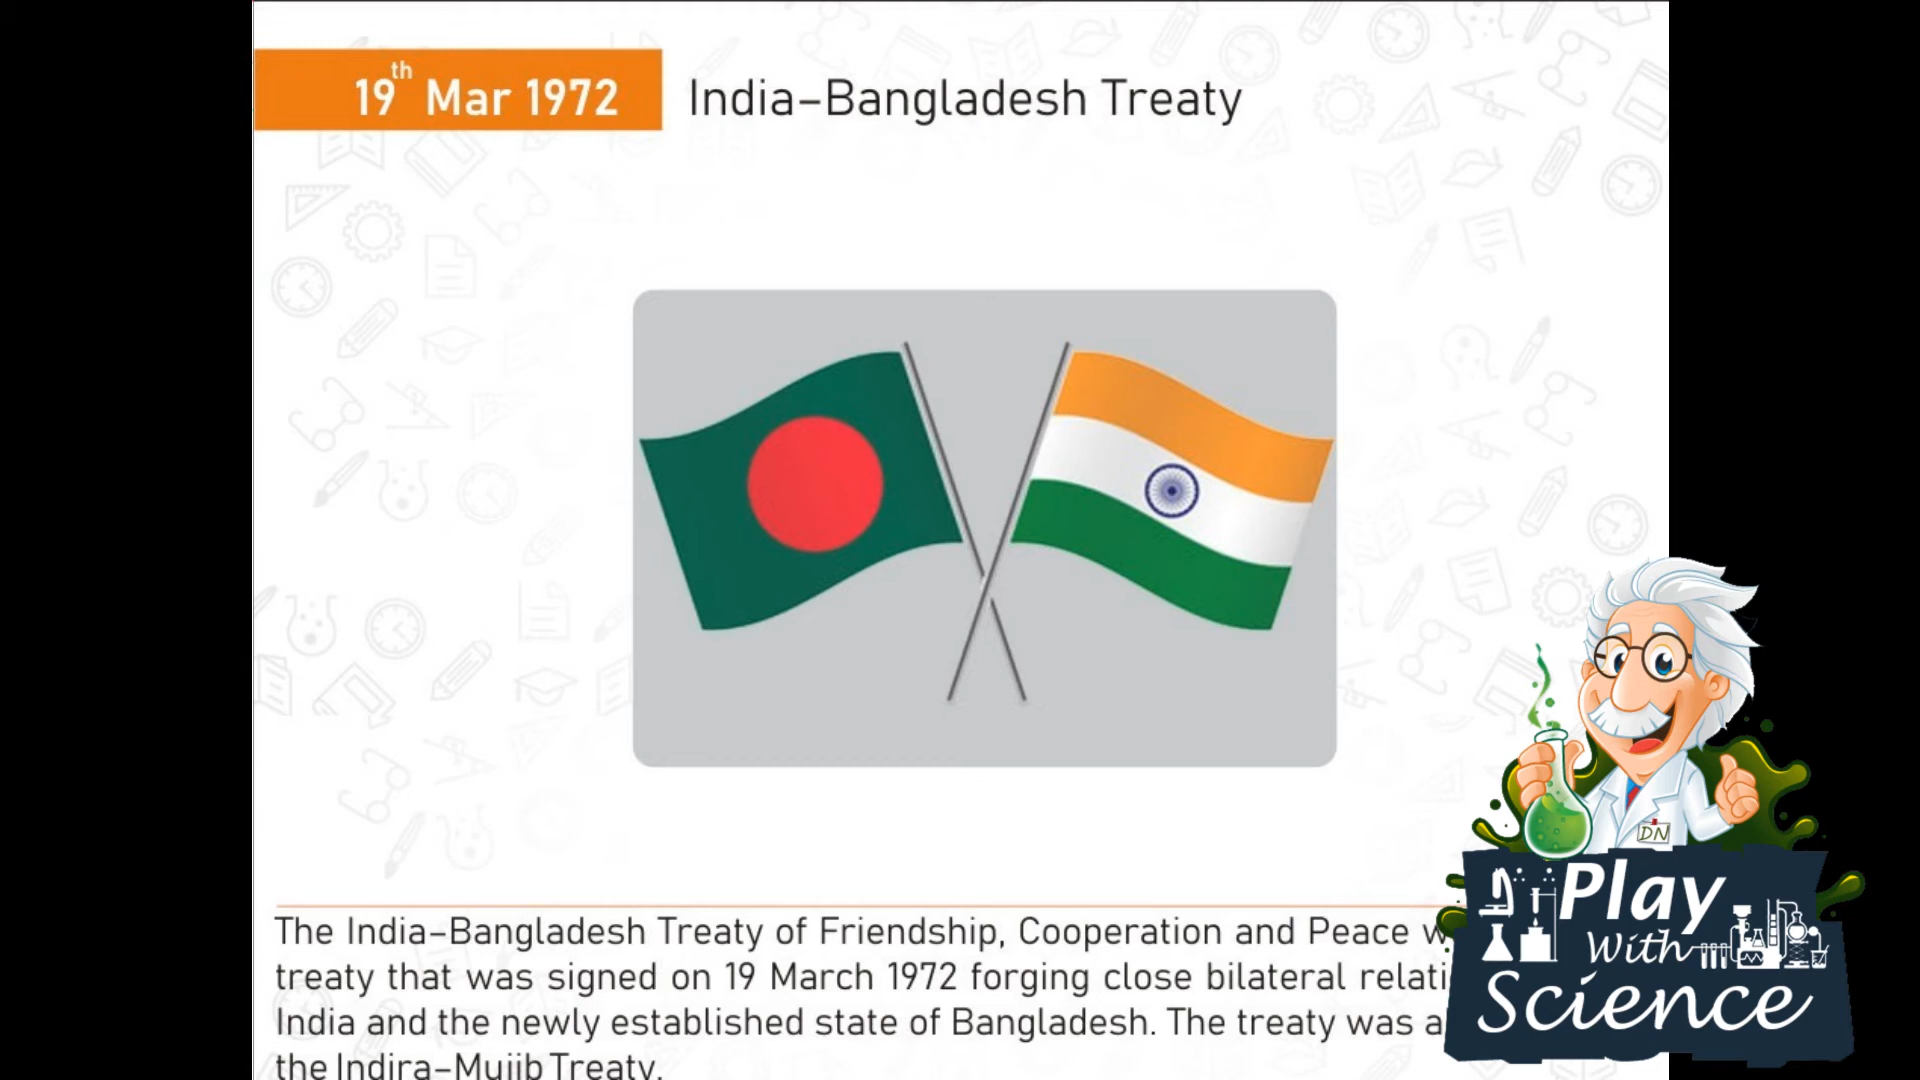 19th Mar 1972
India–Bangladesh Treaty
The India–Bangladesh Treaty of Friendship, Cooperation and Peace
treaty that was signed on 19 March 1972 forging close bilateral relati
India and the newly established state of Bangladesh. The treaty was a
the Indira–Mujib Treaty.
DN
Play
With
Science